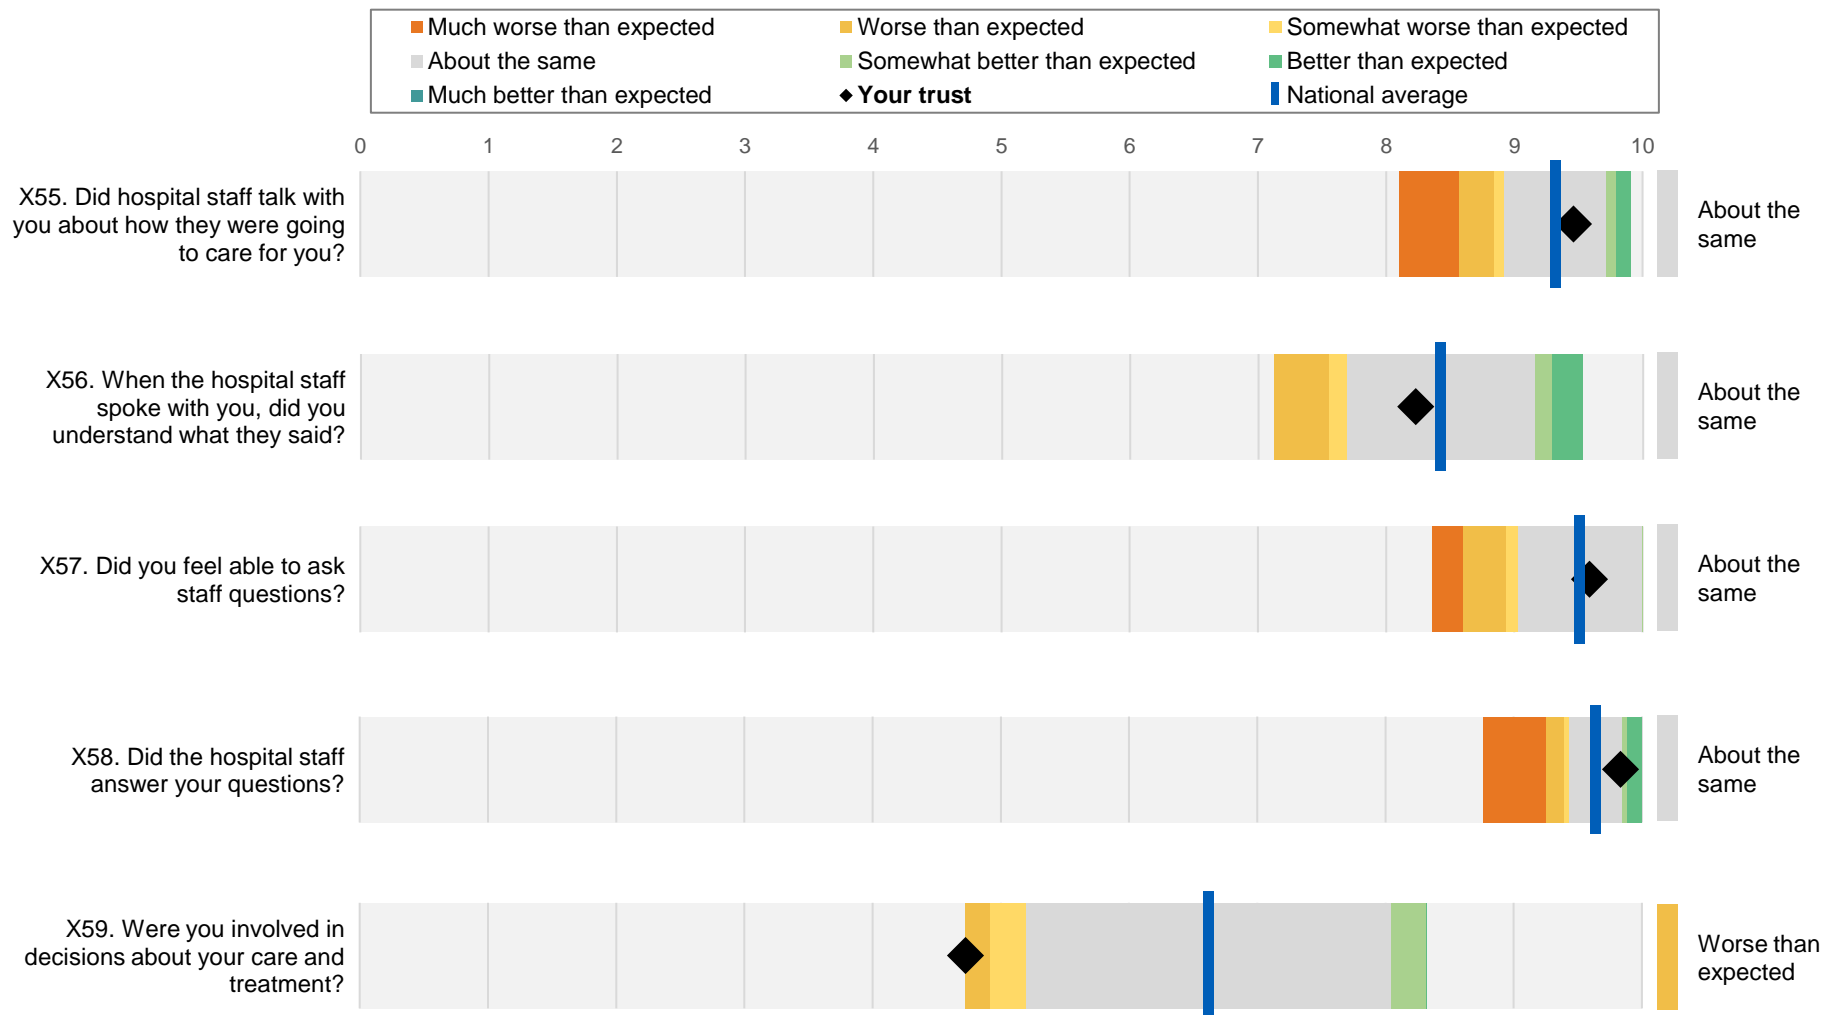 Much worse than expected
Worse than expected
Somewhat worse than expected
About the same
Somewhat better than expected
Better than expected
Much better than expected
Your trust
National average
0 1 2 3 4 5 6 7 8 9 10
X55. Did hospital staff talk with
you about how they were going
to care for you?
About the
same
X56. When the hospital staff
spoke with you, did you
understand what they said?
About the
same
X57. Did you feel able to ask
staff questions?
About the
same
X58. Did the hospital staff
answer your questions?
About the
same
X59. Were you involved in
decisions about your care and
treatment?
Worse than
expected